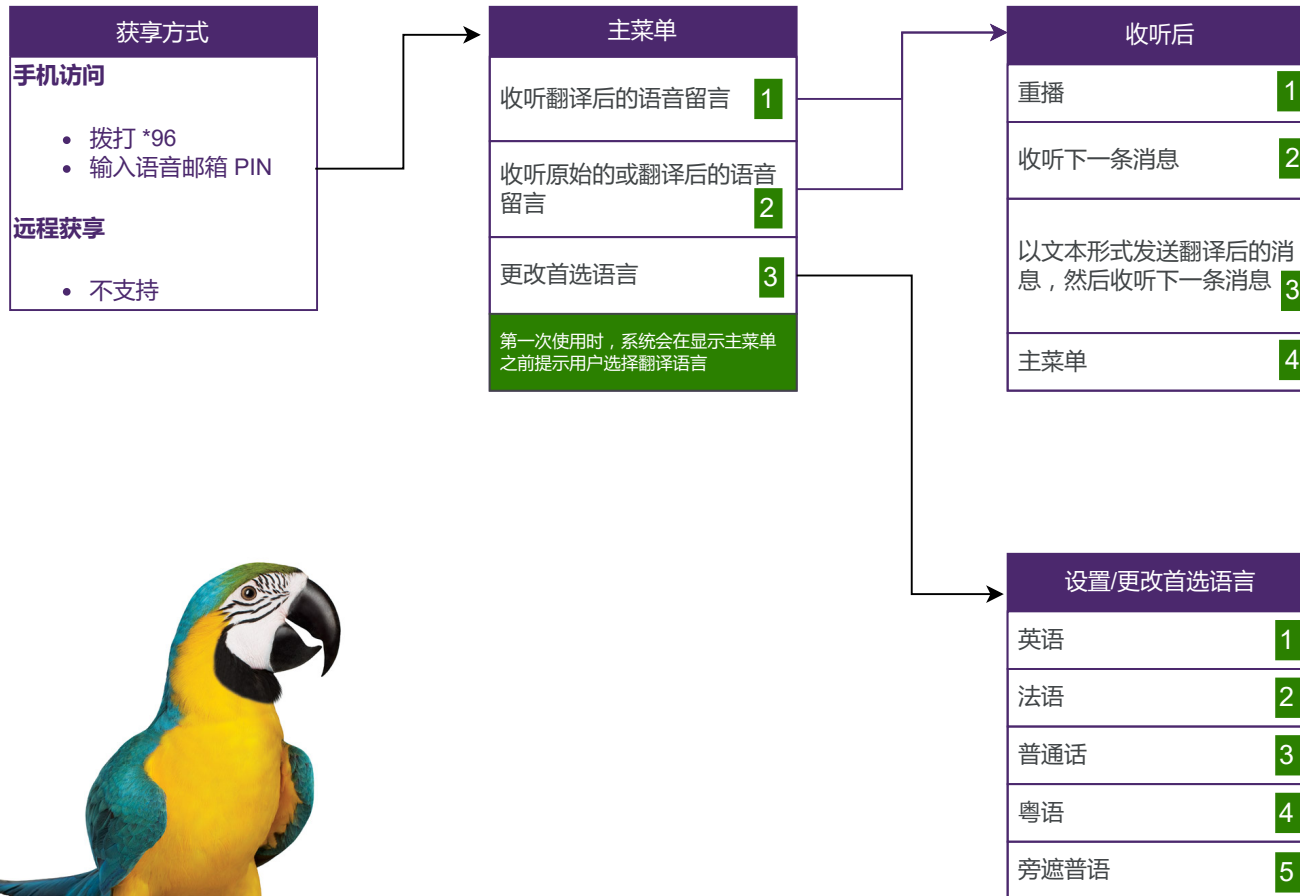 获享方式
手机访问
• 拨打 *96
• 输入语音邮箱 PIN
远程获享
• 不支持
主菜单
收听翻译后的语音留言 1
收听原始的或翻译后的语音
留言 2
更改首选语言 3
第一次使用时，系统会在显示主菜单
之前提示用户选择翻译语言
收听后
重播 1
收听下一条消息 2
以文本形式发送翻译后的消
息，然后收听下一条消息 3
主菜单 4
设置/更改首选语言
英语 1
法语 2
普通话 3
粤语 4
旁遮普语 5